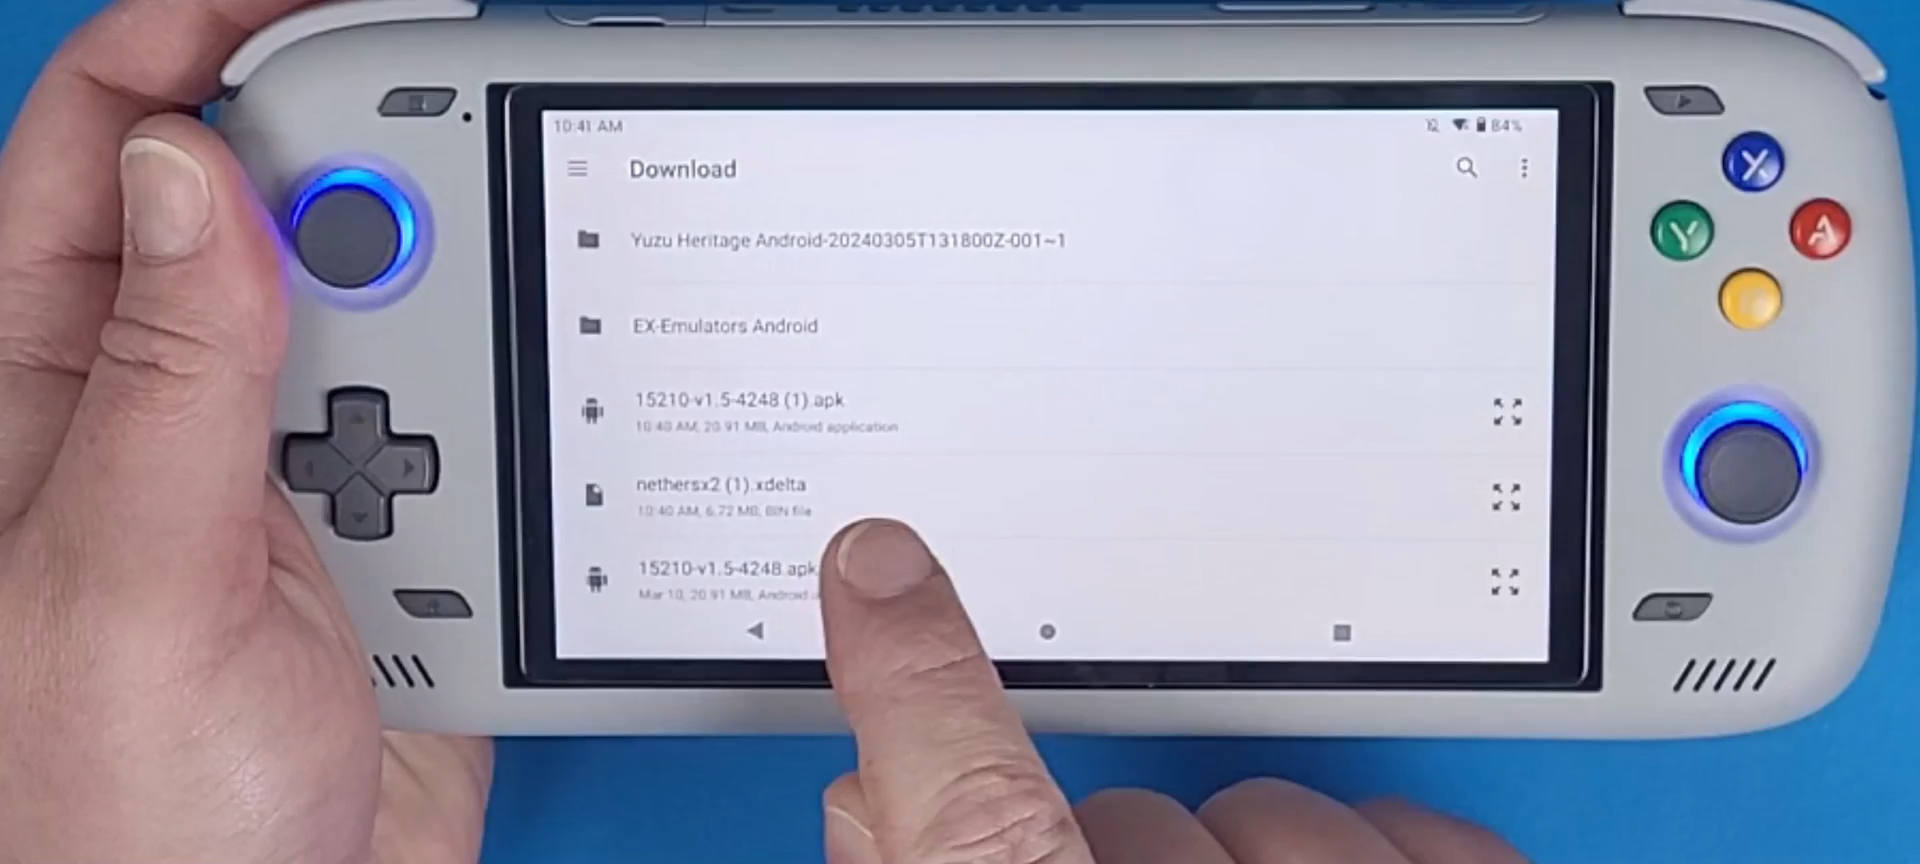 10:41 AM
84%
Download
Yuzu Heritage Android-20240305T131800Z-001~1
EX-Emulators Android
15210-v1.5-4248 (1).apk
10:40 AM, 20.91 MB, Android application
nethersx2 (1).xdelta
10:40 AM, 6.72 MB, BIN file
15210-v1.5-4248.apk
Mar 10, 20.91 MB, Android
X
Y
A